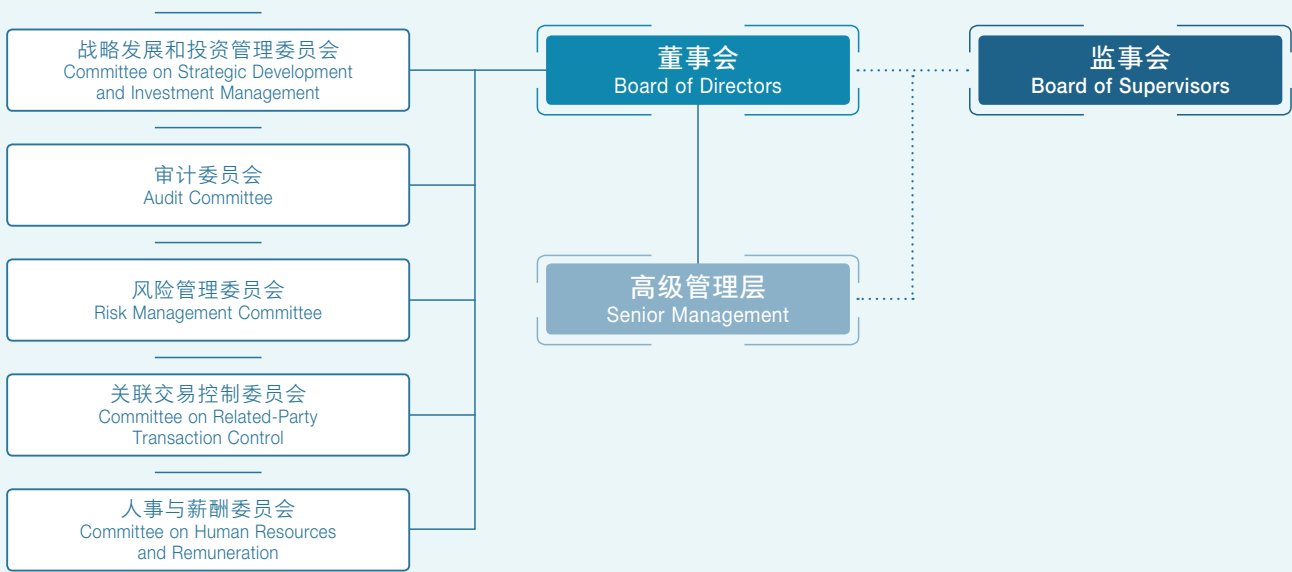 战略发展和投资管理委员会
Committee on Strategic Development
and Investment Management
审计委员会
Audit Committee
风险管理委员会
Risk Management Committee
关联交易控制委员会
Committee on Related-Party
Transaction Control
人事与薪酬委员会
Committee on Human Resources
and Remuneration
董事会
Board of Directors
高级管理层
Senior Management
监事会
Board of Supervisors